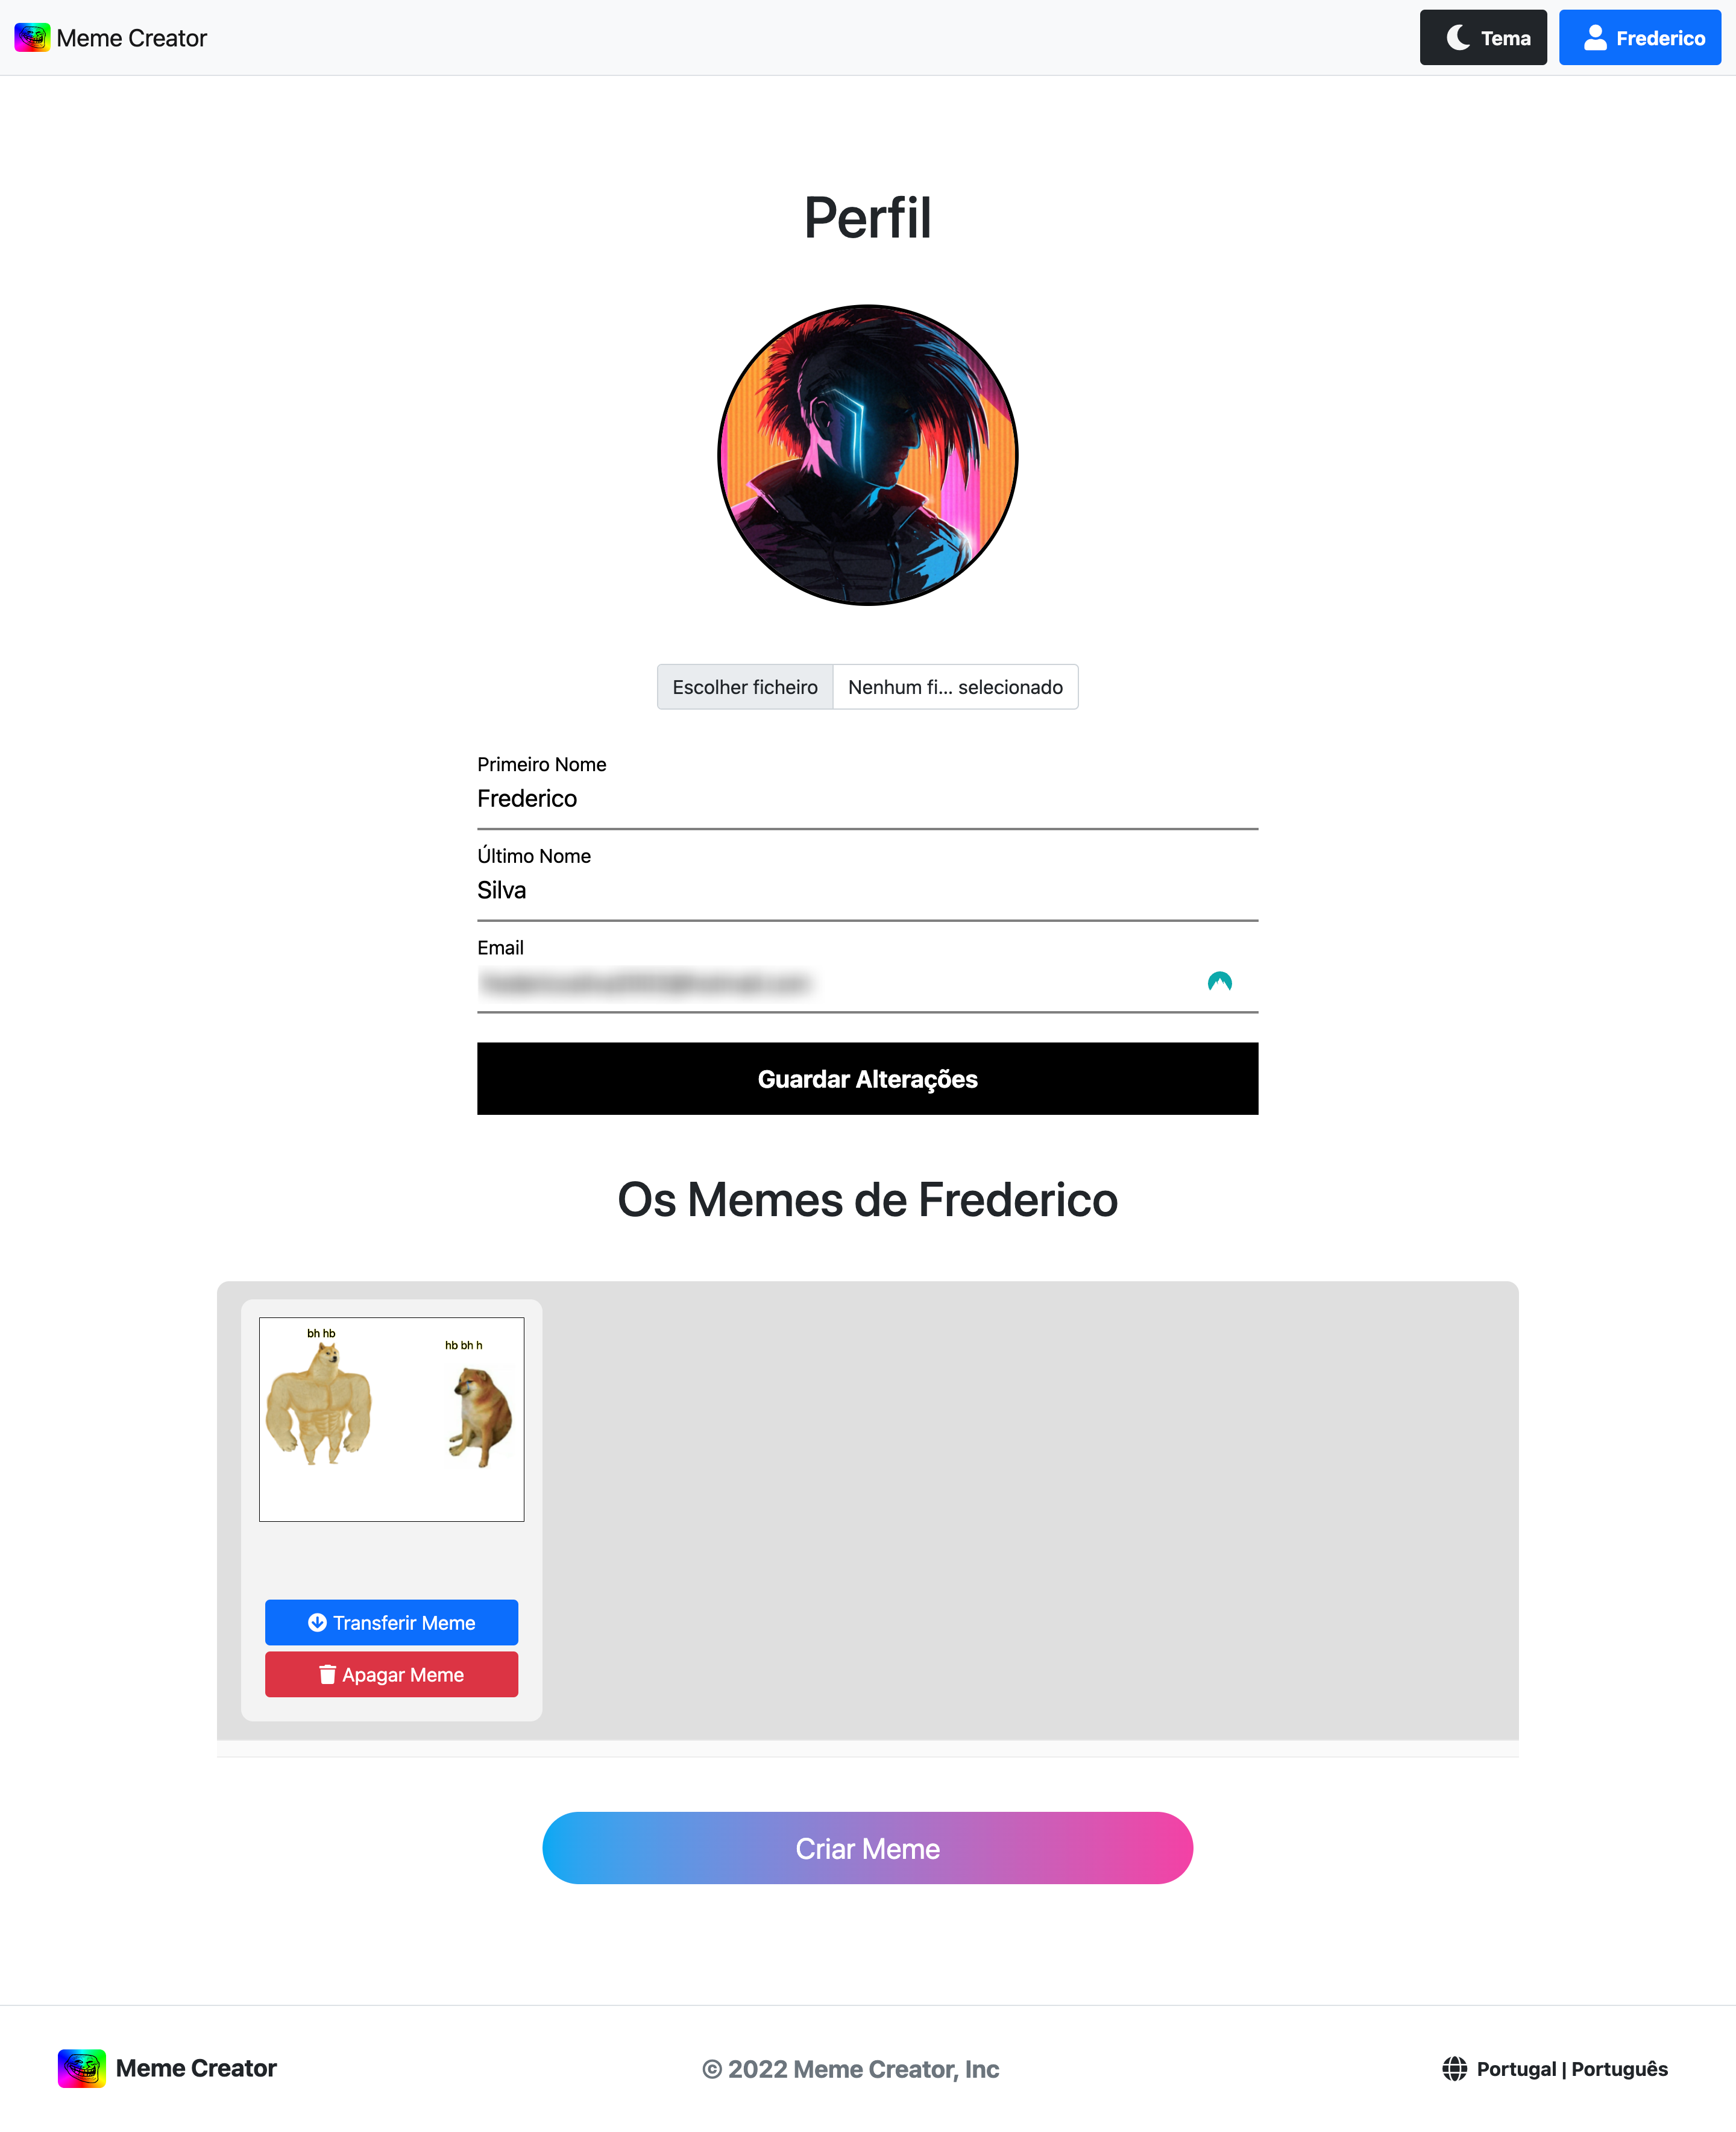 Meme Creator
Tema
Frederico
Perfil
Escolher ficheiro
Nenhum fi... selecionado
Primeiro Nome
Frederico
Último Nome
Silva
Email
Guardar Alterações
Os Memes de Frederico
bh hb
hb bh h
Transferir Meme
Apagar Meme
Criar Meme
Meme Creator
© 2022 Meme Creator, Inc
Portugal | Português